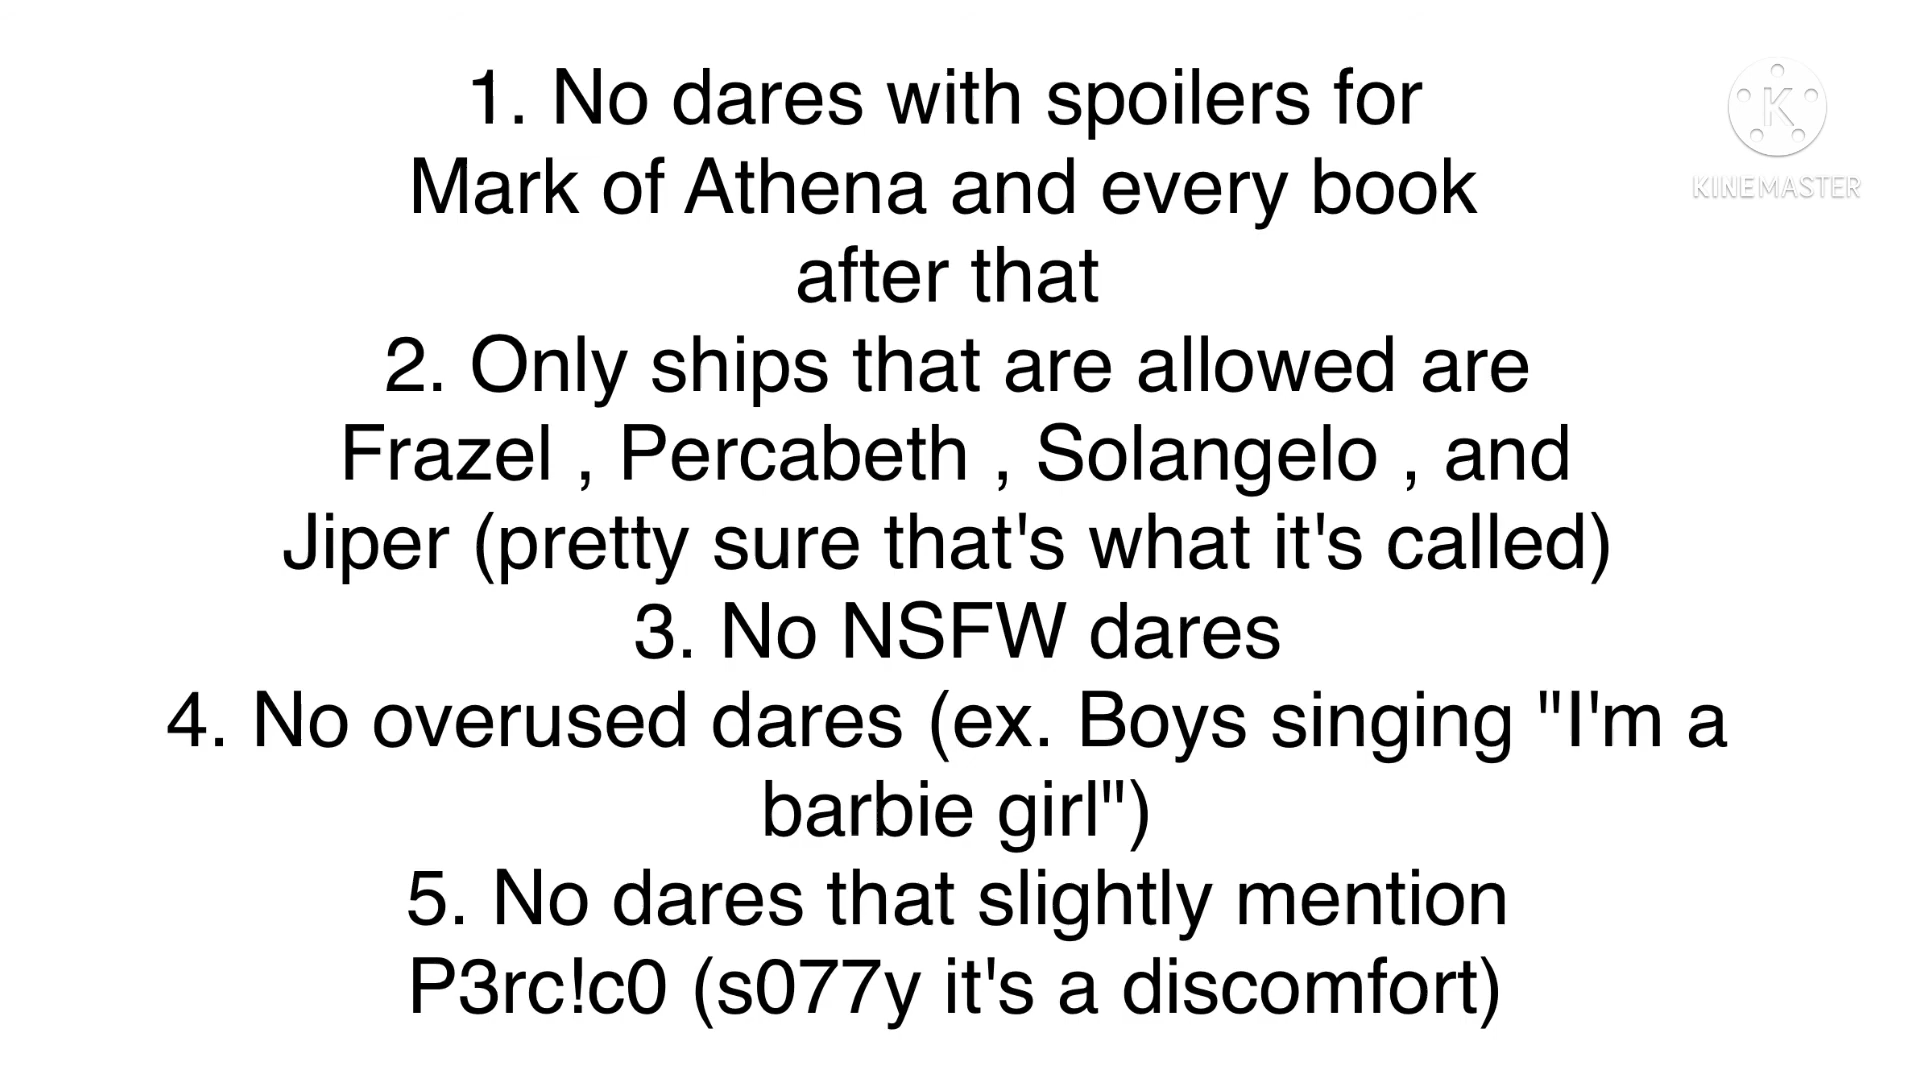 1. No dares with spoilers for
Mark of Athena and every book
after that
2. Only ships that are allowed are
Frazel , Percabeth , Solangelo , and
Jiper (pretty sure that's what it's called)
3. No NSFW dares
4. No overused dares (ex. Boys singing "I'm a
barbie girl")
5. No dares that slightly mention
P3rc!c0 (s077y it's a discomfort)
K
KINEMASTER